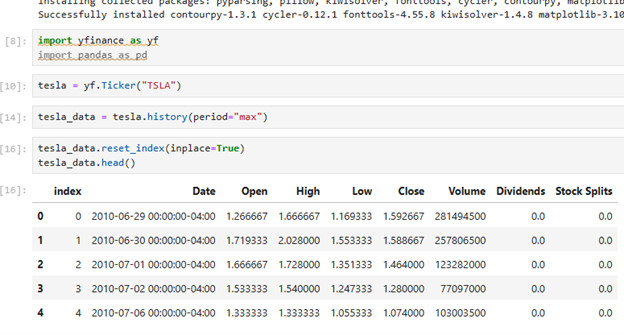 Installing collected packages: pyparsing, pillow, kiwisolver, fonttools, cycler, contourpy, matplotlib
Successfully installed contourpy-1.3.1 cycler-0.12.1 fonttools-4.55.8 kiwisolver-1.4.8 matplotlib-3.10
[8]: import yfinance as yf
import pandas as pd
[10]: tesla = yf.Ticker("TSLA")
[14]: tesla_data = tesla.history(period="max")
[16]: tesla_data.reset_index(inplace=True)
tesla_data.head()
[16]: index Date Open High Low Close Volume Dividends Stock Splits
0 0 2010-06-29 00:00:00-04:00 1.266667 1.666667 1.169333 1.592667 281494500 0.0 0.0
1 1 2010-06-30 00:00:00-04:00 1.719333 2.028000 1.553333 1.588667 257806500 0.0 0.0
2 2 2010-07-01 00:00:00-04:00 1.666667 1.728000 1.351333 1.464000 123282000 0.0 0.0
3 3 2010-07-02 00:00:00-04:00 1.533333 1.540000 1.247333 1.280000 77097000 0.0 0.0
4 4 2010-07-06 00:00:00-04:00 1.333333 1.333333 1.055333 1.074000 103003500 0.0 0.0